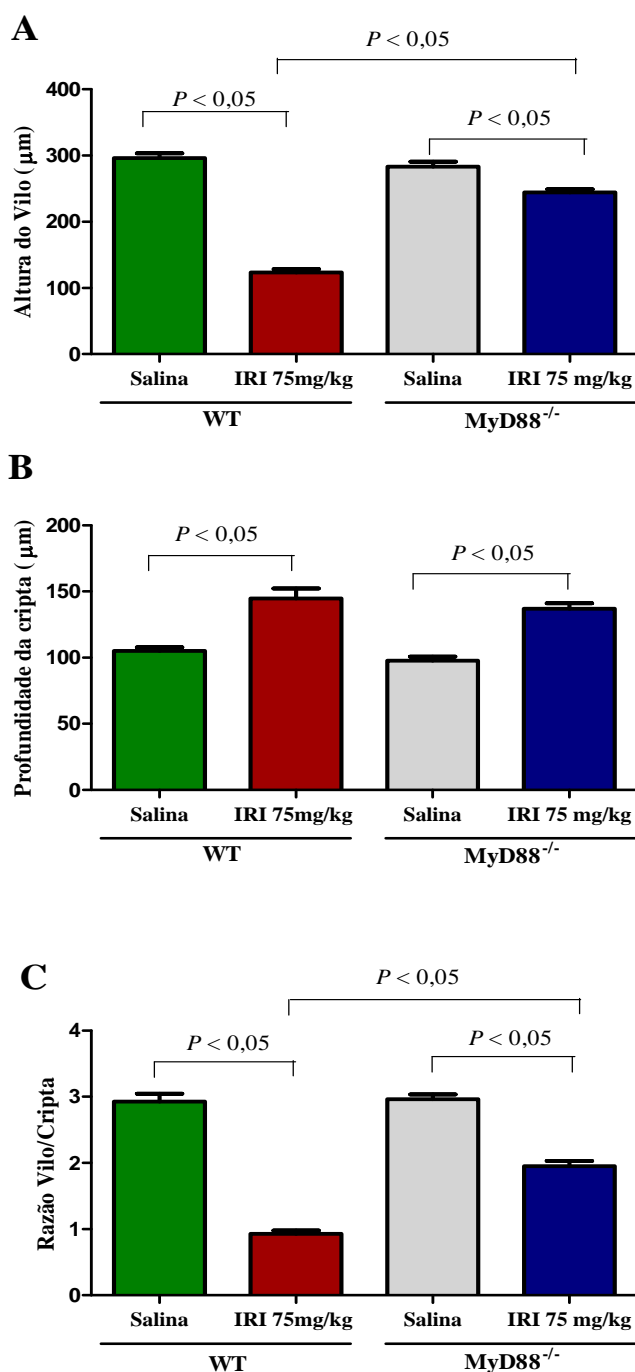 A
P < 0,05
P < 0,05
P < 0,05
Altura do Vilo ( µm)
400
300
200
100
0
Salina IRI 75mg/kg Salina IRI 75 mg/kg
WT MyD88-/-
B
P < 0,05
P < 0,05
Profundidade da cripta ( µm)
200
150
100
50
0
Salina IRI 75mg/kg Salina IRI 75 mg/kg
WT MyD88-/-
C
P < 0,05
P < 0,05
P < 0,05
Razão Vilo/Cripta
4
3
2
1
0
Salina IRI 75mg/kg Salina IRI 75 mg/kg
WT MyD88-/-